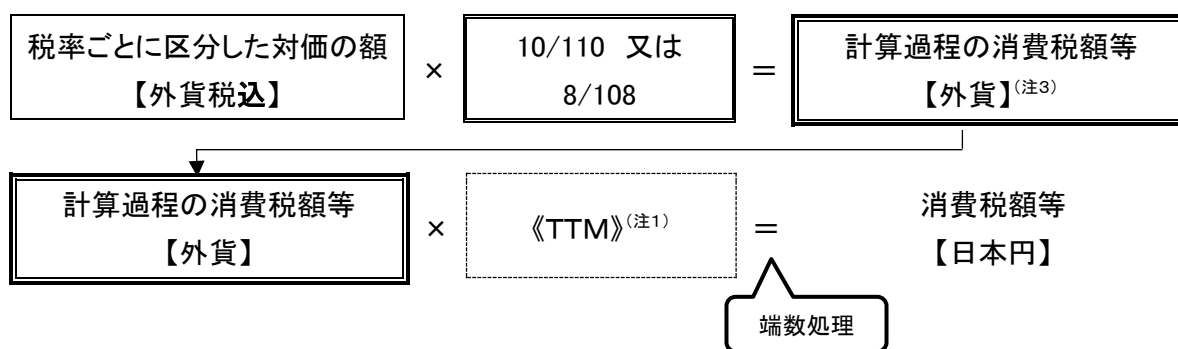 税率ごとに区分した対価の額
【外貨税込】
×
10/110 又は
8/108
＝
計算過程の消費税額等
【外貨】(注3)
計算過程の消費税額等
【外貨】
×
《TTM》(注1)
＝
消費税額等
【日本円】
端数処理